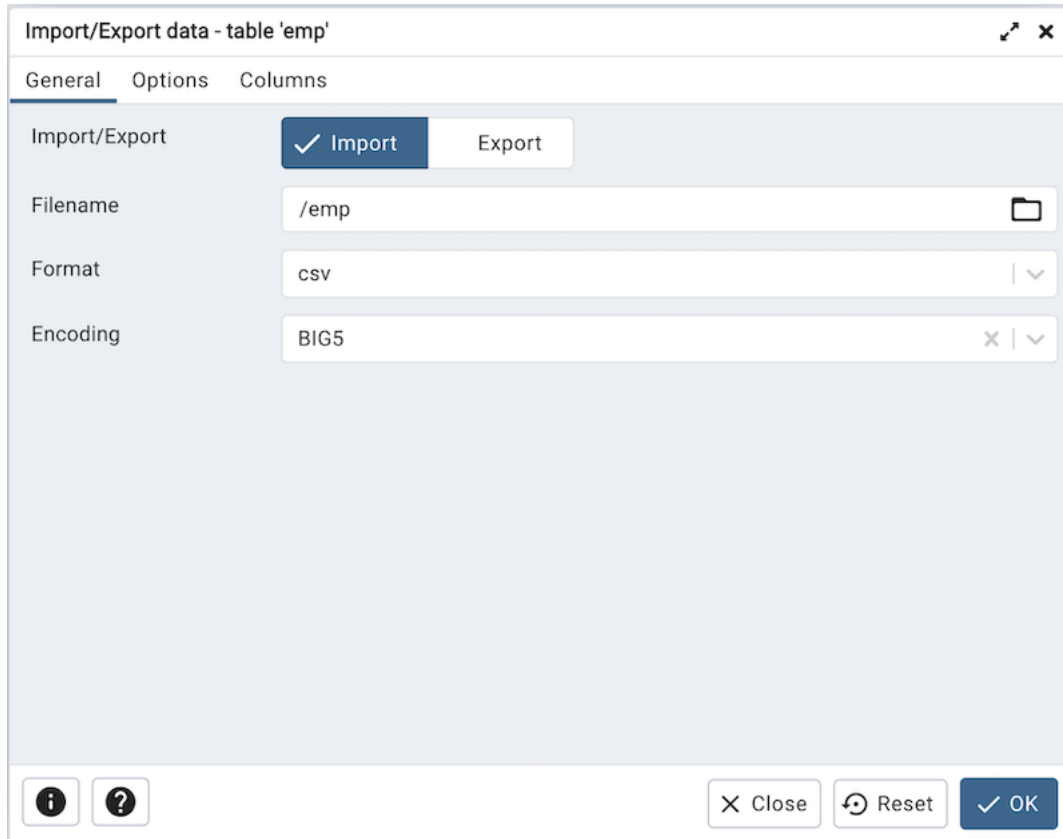 Import/Export data - table 'emp'
General Options Columns
Import/Export Import Export
Filename /emp
Format csv
Encoding BIG5
Close Reset OK